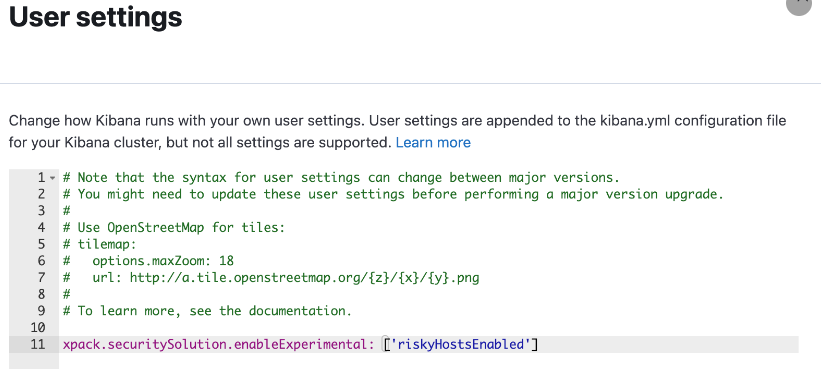 User settings
Change how Kibana runs with your own user settings. User settings are appended to the kibana.yml configuration file
for your Kibana cluster, but not all settings are supported. Learn more
1 # Note that the syntax for user settings can change between major versions.
2 # You might need to update these user settings before performing a major version upgrade.
3 #
4 # Use OpenStreetMap for tiles:
5 # tilemap:
6 #   options.maxZoom: 18
7 #   url: http://a.tile.openstreetmap.org/{z}/{x}/{y}.png
8 #
9 # To learn more, see the documentation.
10
11 xpack.securitySolution.enableExperimental: ['riskyHostsEnabled']